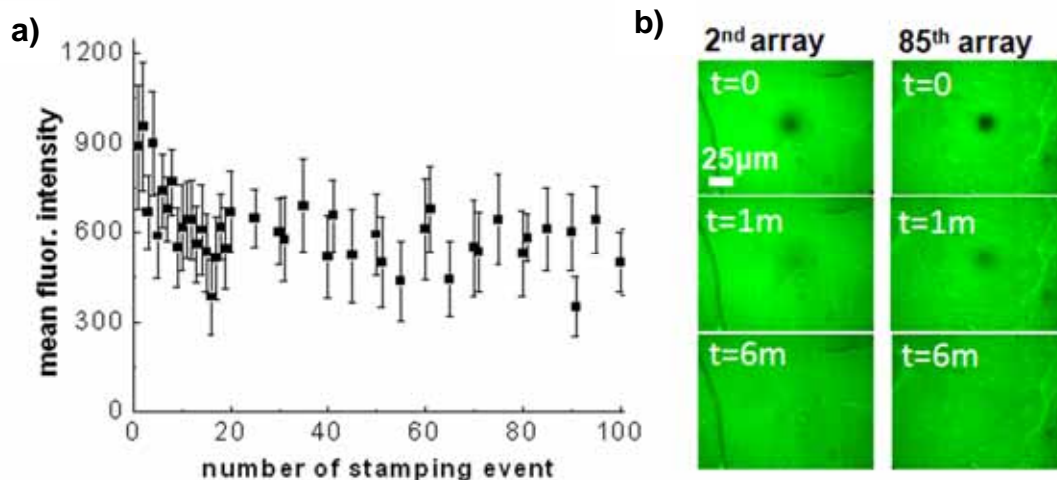 a)
1200
900
600
300
0
mean fluor. intensity
0 20 40 60 80 100
number of stamping event
b)
2nd array 85th array
t=0 t=0
25μm
t=1m t=1m
t=6m t=6m